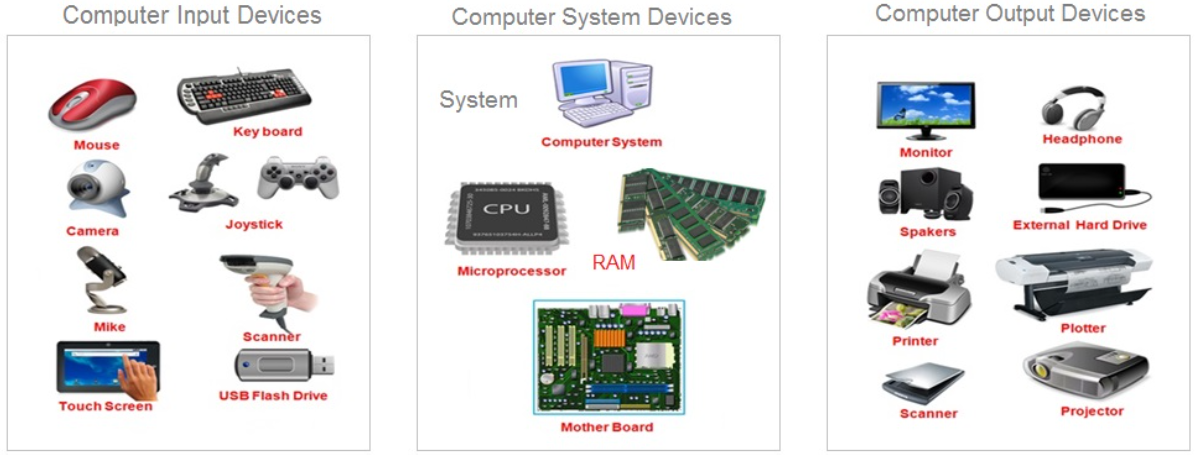 Computer Input Devices
Mouse
Key board
Camera
Joystick
Mike
Scanner
Touch Screen
USB Flash Drive
Computer System Devices
System
Computer System
CPU
Microprocessor
RAM
Mother Board
Computer Output Devices
Monitor
Headphone
Spakers
External Hard Drive
Printer
Plotter
Scanner
Projector